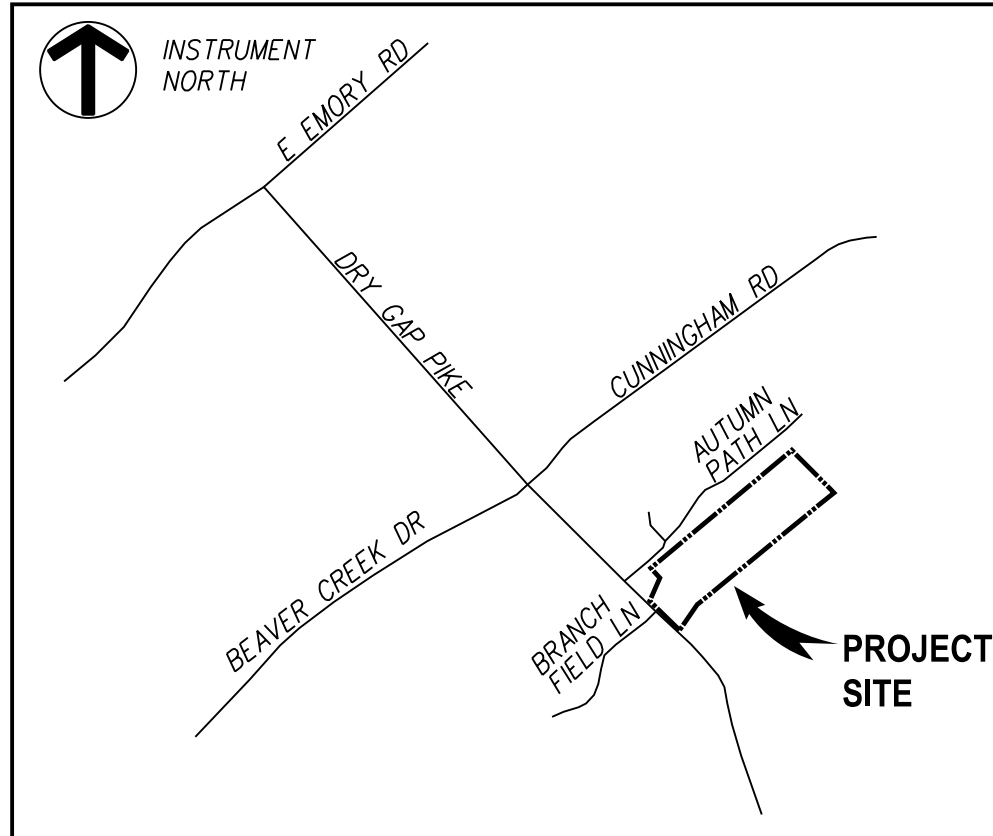 INSTRUMENT
NORTH
E EMORY RD
DRY GAP PIKE
CUNNINGHAM RD
AUTUMN
PATH LN
BEAVER CREEK DR
BRANCH
FIELD LN
PROJECT
SITE